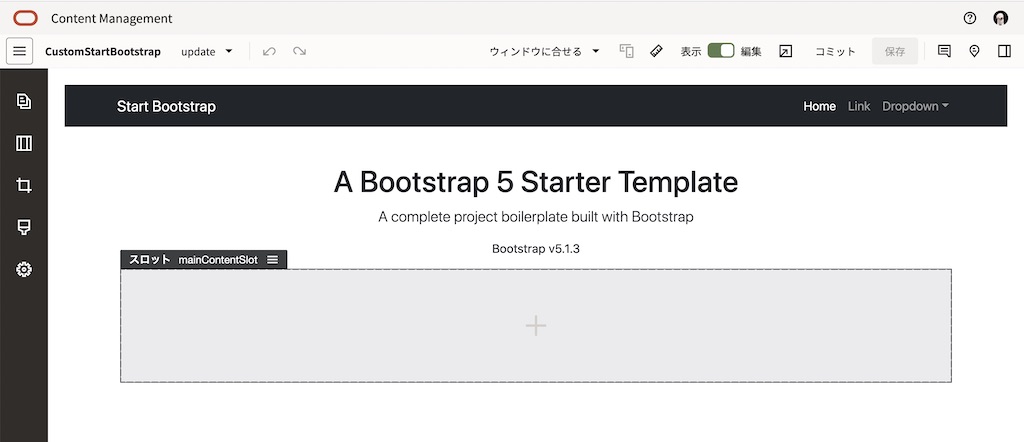 Content Management
CustomStartBootstrap update ウィンドウに合せる 表示 編集 コミット 保存
Start Bootstrap Home Link Dropdown
A Bootstrap 5 Starter Template
A complete project boilerplate built with Bootstrap
Bootstrap v5.1.3
スロット mainContentSlot